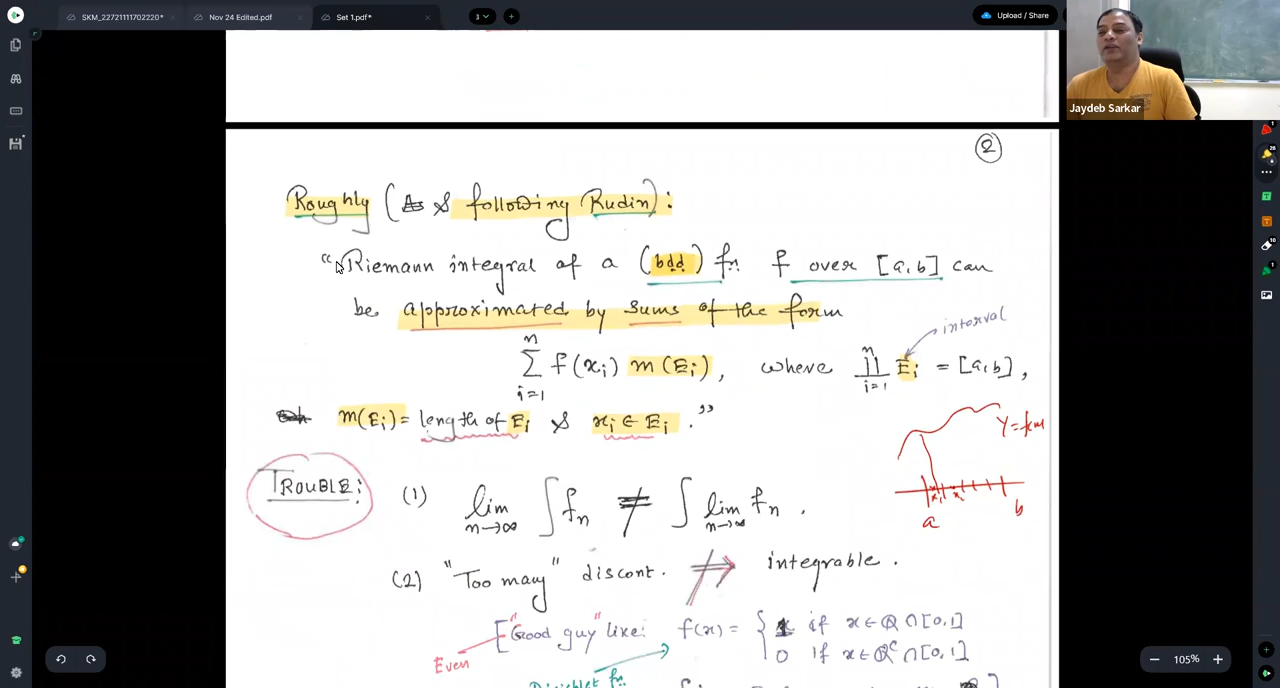 SKM_22721111702220*
Nov 24 Edited.pdf
Set 1.pdf*
Upload / Share
Jaydeb Sarkar
②
Roughly ( & following Rudin):
"Riemann integral of a (bdd) fn. f over [a,b] can
be approximated by sums of the form
interval
n ∑ i=1 f(xi) m(Ei), where n ∐ i=1 Ei = [a,b],
m(Ei) = length of Ei & xi ∈ Ei."
y=f(x)
a b
TROUBLE: (1) lim n→∞ ∫ fn ≠ ∫ lim n→∞ fn.
(2) "Too many" discont. ⇏ integrable.
["Good guy" like: f(x) = { 1 if x∈ℚ∩[0,1]
0 if x∈ℚᶜ∩[0,1]
Even
Dirichlet fn.
105%